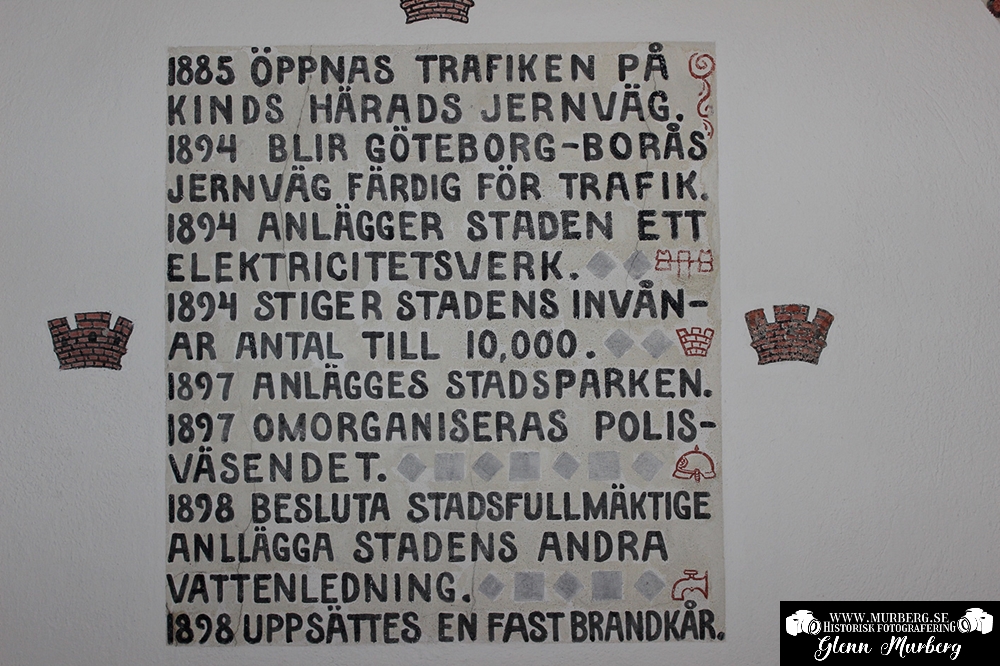 1885 ÖPPNAS TRAFIKEN PÅ
KINDS HÄRADS JERNVÄG.
1894 BLIR GÖTEBORG-BORÅS
JERNVÄG FÄRDIG FÖR TRAFIK.
1894 ANLÄGGER STADEN ETT
ELEKTRICITETSVERK.
1894 STIGER STADENS INVÅN-
AR ANTAL TILL 10,000.
1897 ANLÄGGES STADSPARKEN.
1897 OMORGANISERAS POLIS-
VÄSENDET.
1898 BESLUTA STADSFULLMÄKTIGE
ANLLÄGGA STADENS ANDRA
VATTENLEDNING.
1898 UPPSÄTTES EN FAST BRANDKÅR.
WWW.MURBERG.SE
HISTORISK FOTOGRAFERING
Glenn Murberg